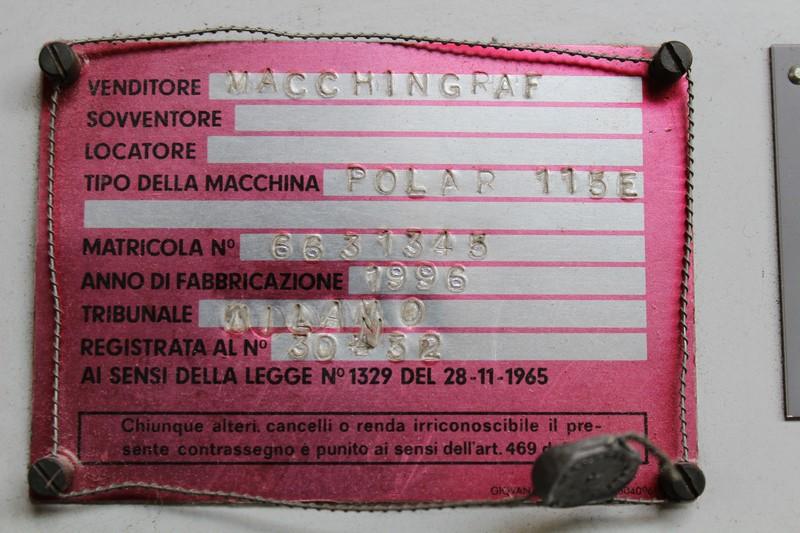 VENDITORE MACCHINGRAF
SOVVENTORE
LOCATORE
TIPO DELLA MACCHINA POLAR 115E
MATRICOLA Nº 6631345
ANNO DI FABBRICAZIONE 1996
TRIBUNALE MILANO
REGISTRATA AL Nº 30432
AI SENSI DELLA LEGGE Nº 1329 DEL 28-11-1965
Chiunque alteri. cancelli o renda irriconoscibile il pre-
sente contrassegno è punito ai sensi dell'art. 469